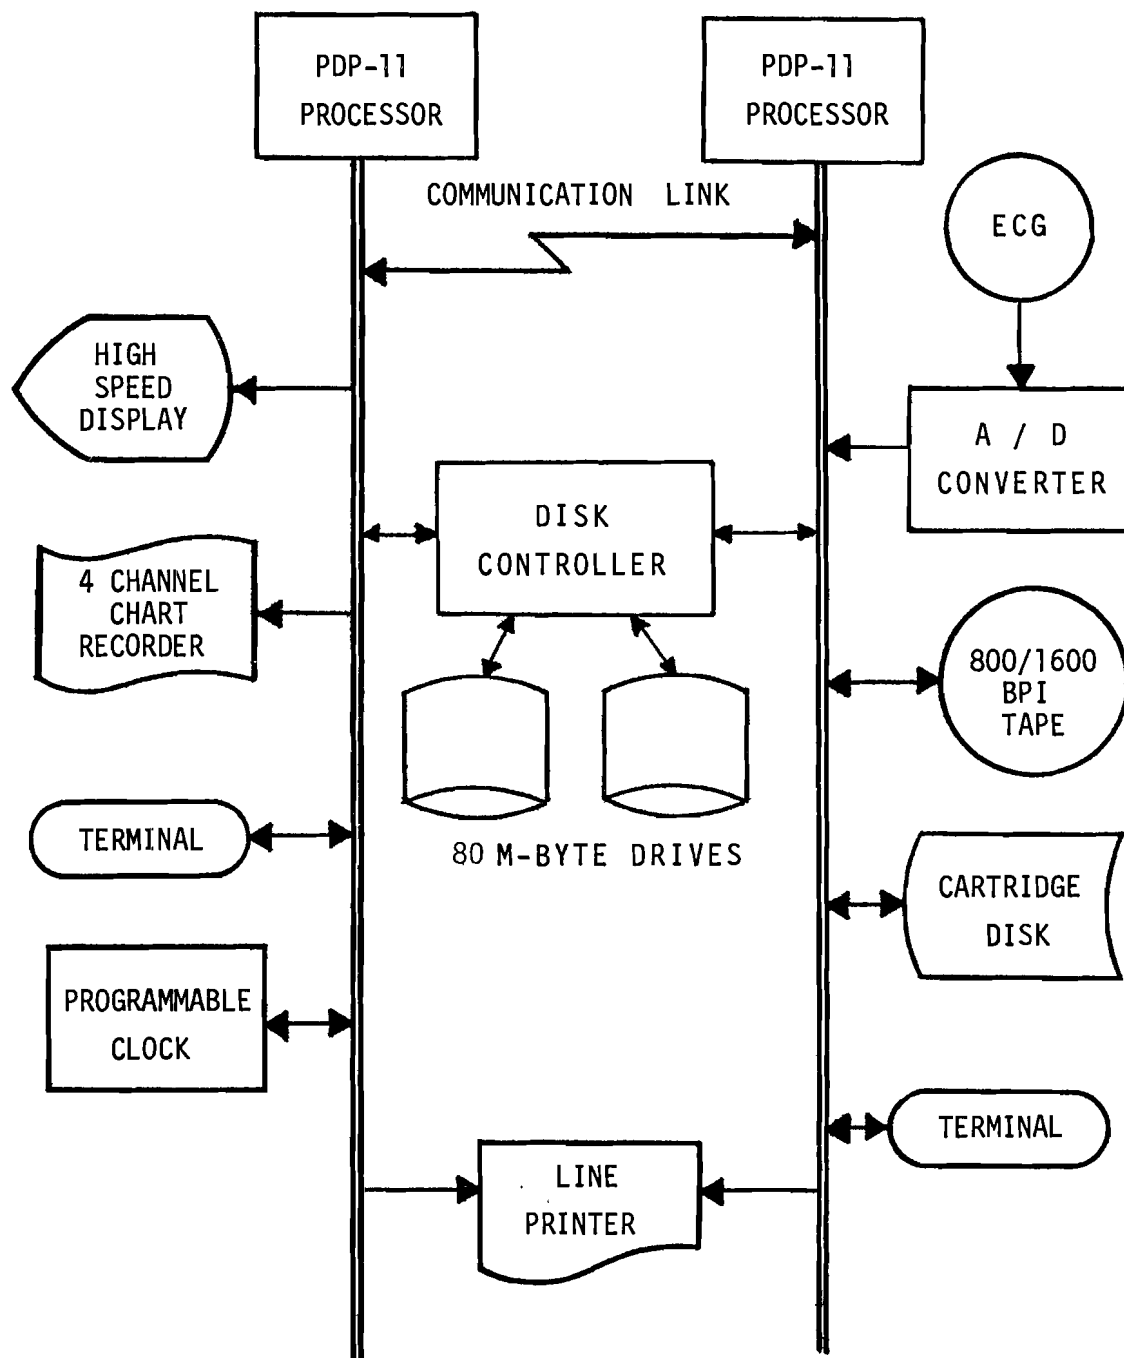 PDP-11
PROCESSOR
PDP-11
PROCESSOR
COMMUNICATION LINK
ECG
HIGH
SPEED
DISPLAY
A / D
CONVERTER
DISK
CONTROLLER
4 CHANNEL
CHART
RECORDER
800/1600
BPI
TAPE
TERMINAL
80 M-BYTE DRIVES
CARTRIDGE
DISK
PROGRAMMABLE
CLOCK
TERMINAL
LINE
PRINTER